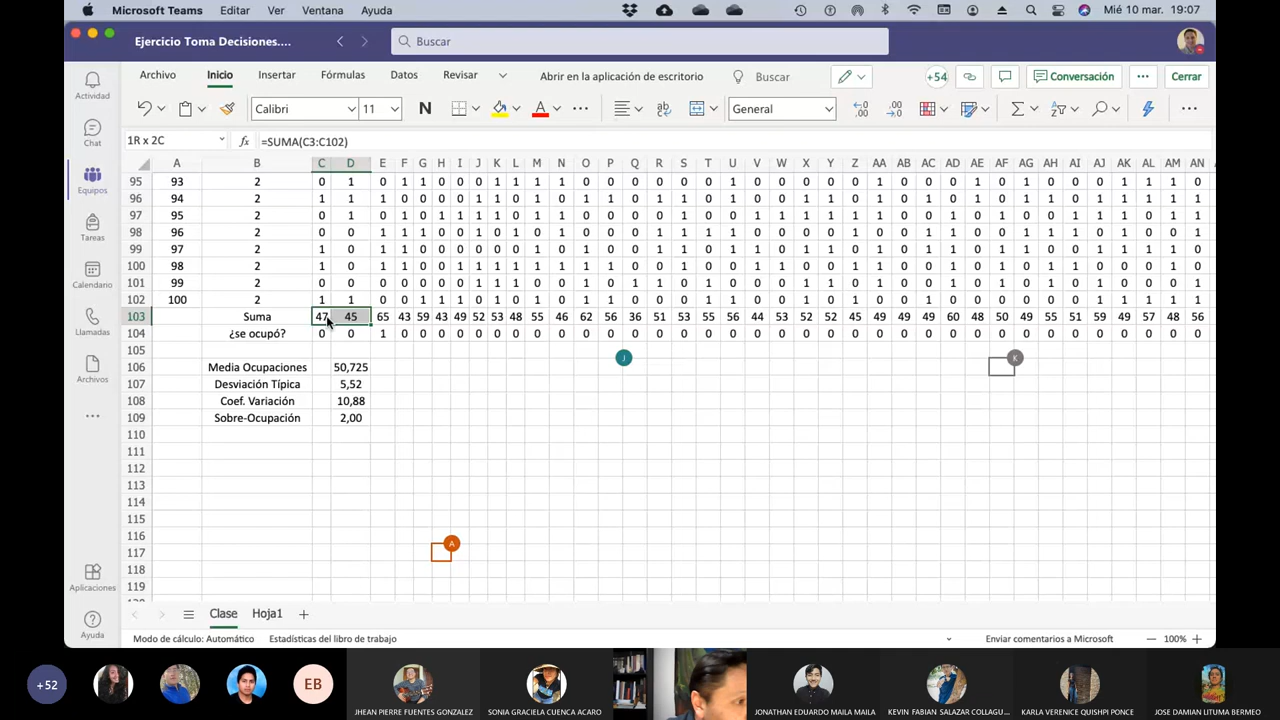 Microsoft Teams Editar Ver Ventana Ayuda Mié 10 mar. 19:07
Ejercicio Toma Decisiones.... Buscar
Archivo Inicio Insertar Fórmulas Datos Revisar Abrir en la aplicación de escritorio Buscar +54 Conversación Cerrar
Calibri 11 N A General
1R x 2C fx =SUMA(C3:C102)
A B C D E F G H I J K L M N O P Q R S T U V W X Y Z AA AB AC AD AE AF AG AH AI AJ AK AL AM AN
95 93 2 0 1 0 1 1 0 0 0 1 1 1 1 0 0 0 0 0 0 1 0 0 0 0 0 1 0 0 0 1 0 1 0 0 0 1 1 1 0
96 94 2 1 1 1 0 0 0 0 1 1 0 0 0 1 1 0 1 1 0 0 0 0 1 1 1 0 0 0 1 0 0 0 1 1 0 1 0 1 1
97 95 2 0 1 0 1 0 1 1 1 1 0 0 0 1 0 1 0 0 0 0 1 1 1 1 1 0 1 1 0 0 1 0 0 1 0 1 1 1 1
98 96 2 0 0 0 1 0 0 0 0 0 0 1 0 1 0 0 0 1 0 0 0 0 0 1 0 0 0 0 0 1 1 0 0 0 0 0 0 0 1
99 97 2 1 0 1 1 0 0 0 0 0 0 1 0 1 1 0 1 1 0 1 0 0 1 1 0 1 0 0 1 0 0 0 1 0 1 1 1 0 1
100 98 2 1 0 1 1 0 0 1 1 1 1 1 0 0 0 0 0 1 0 0 1 1 0 0 1 0 0 1 1 1 0 0 1 0 0 1 0 1 1
101 99 2 0 0 0 1 0 1 0 1 0 0 1 0 0 1 0 0 0 0 0 0 0 0 0 1 0 1 0 1 0 1 0 0 1 0 0 0 0 0
102 100 2 1 1 0 0 1 1 1 0 1 1 0 0 1 0 0 0 0 1 1 0 1 0 0 1 0 0 1 0 0 0 0 1 1 0 0 1 0 1
103 Suma 47 45 65 43 59 43 49 52 53 48 55 46 62 56 36 51 53 55 56 44 53 52 52 45 49 49 49 60 48 50 49 55 51 59 49 57 48 56
104 ¿se ocupó? 0 0 1 0 0 0 0 0 0 0 0 0 0 0 0 0 0 0 0 0 0 0 0 0 0 0 0 0 0 0 0 0 0 0 0 0 0 0
105 J K
106 Media Ocupaciones 50,725
107 Desviación Típica 5,52
108 Coef. Variación 10,88
109 Sobre-Ocupación 2,00
110
111
112
113
114
115
116 A
117
118
119
Actividad
Chat
Equipos
Tareas
Calendario
Llamadas
Archivos
Aplicaciones
Ayuda
Clase Hoja1
Modo de cálculo: Automático Estadísticas del libro de trabajo Enviar comentarios a Microsoft 100%
+52 EB
JHEAN PIERRE FUENTES GONZALEZ SONIA GRACIELA CUENCA ACARO JONATHAN EDUARDO MAILA MAILA KEVIN FABIAN SALAZAR COLLAGU... KARLA VERENICE QUISHPI PONCE JOSE DAMIAN LITUMA BERMEO